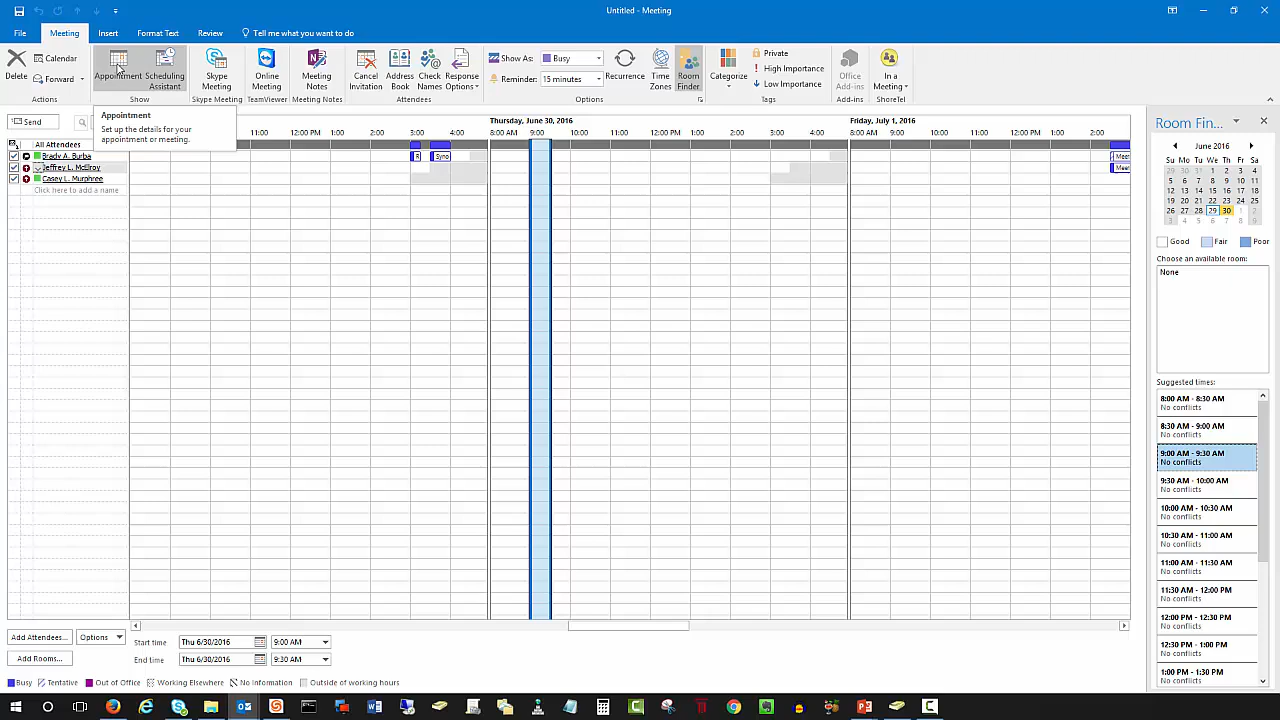 Untitled - Meeting
File
Meeting
Insert
Format Text
Review
Tell me what you want to do
Delete
Calendar
Forward
Actions
Appointment
Scheduling Assistant
Show
Skype Meeting
Skype Meeting
Online Meeting
TeamViewer
Meeting Notes
Meeting Notes
Cancel Invitation
Address Book
Check Names
Response Options
Attendees
Show As:
Busy
Reminder:
15 minutes
Recurrence
Time Zones
Room Finder
Options
Categorize
Private
High Importance
Low Importance
Tags
Office Add-ins
Add-ins
In a Meeting
ShoreTel
Appointment
Set up the details for your
appointment or meeting.
Send
Thursday, June 30, 2016
Friday, July 1, 2016
11:00 12:00 PM 1:00 2:00 3:00 4:00 8:00 AM 9:00 10:00 11:00 12:00 PM 1:00 2:00 3:00 4:00 8:00 AM 9:00 10:00 11:00 12:00 PM 1:00 2:00
All Attendees
Brady A. Burba
R
Sync
Meet
Jeffrey L. McElroy
Meet
Casey L. Murphree
Click here to add a name
Room Fin...
June 2016
Su Mo Tu We Th Fr Sa
29 30 31 1 2 3 4
5 6 7 8 9 10 11
12 13 14 15 16 17 18
19 20 21 22 23 24 25
26 27 28 29 30 1 2
3 4 5 6 7 8 9
Good
Fair
Poor
Choose an available room:
None
Suggested times:
8:00 AM - 8:30 AM
No conflicts
8:30 AM - 9:00 AM
No conflicts
9:00 AM - 9:30 AM
No conflicts
9:30 AM - 10:00 AM
No conflicts
10:00 AM - 10:30 AM
No conflicts
10:30 AM - 11:00 AM
No conflicts
11:00 AM - 11:30 AM
No conflicts
11:30 AM - 12:00 PM
No conflicts
12:00 PM - 12:30 PM
No conflicts
12:30 PM - 1:00 PM
No conflicts
1:00 PM - 1:30 PM
No conflicts
Add Attendees...
Options
Start time
Thu 6/30/2016
9:00 AM
Add Rooms...
End time
Thu 6/30/2016
9:30 AM
Busy
Tentative
Out of Office
Working Elsewhere
No Information
Outside of working hours